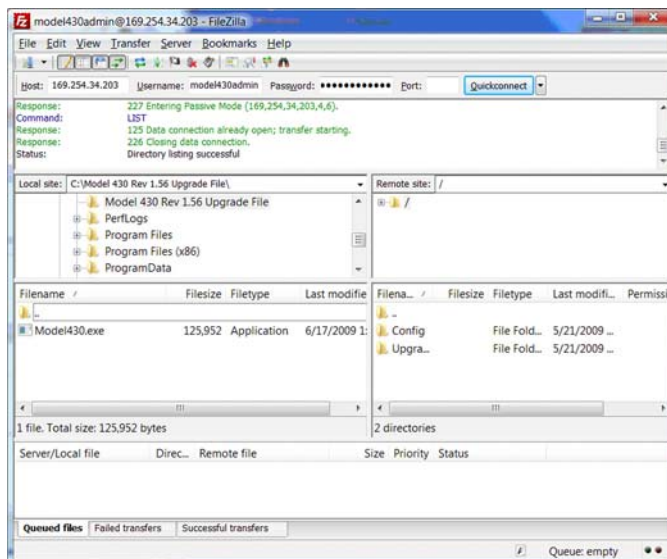 model430admin@169.254.34.203 - FileZilla
File Edit View Transfer Server Bookmarks Help
Host: 169.254.34.203 Username: model430admin Password: •••••••••••• Port: Quickconnect
Response: 227 Entering Passive Mode (169,254,34,203,4,6).
Command: LIST
Response: 125 Data connection already open; transfer starting.
Response: 226 Closing data connection.
Status: Directory listing successful
Local site: C:\Model 430 Rev 1.56 Upgrade File\ Remote site: /
Model 430 Rev 1.56 Upgrade File /
PerfLogs
Program Files
Program Files (x86)
ProgramData
Filename / Filesize Filetype Last modifie Filena... / Filesize Filetype Last modifi... Permissi
.. ..
Model430.exe 125,952 Application 6/17/2009 1: Config File Fold... 5/21/2009 ...
Upgra... File Fold... 5/21/2009 ...
1 file. Total size: 125,952 bytes 2 directories
Server/Local file Direc... Remote file Size Priority Status
Queued files Failed transfers Successful transfers
Queue: empty